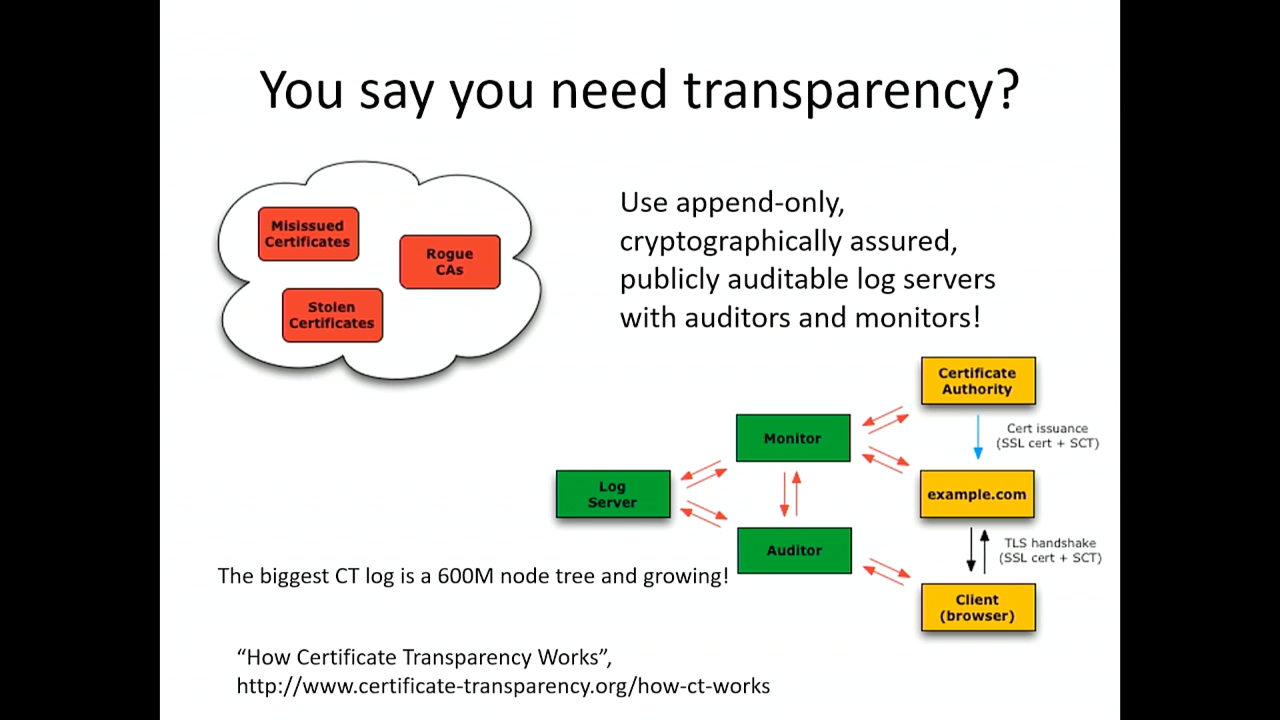 You say you need transparency?
Misissued
Certificates
Rogue
CAs
Stolen
Certificates
Use append-only,
cryptographically assured,
publicly auditable log servers
with auditors and monitors!
Certificate
Authority
Cert issuance
(SSL cert + SCT)
Monitor
Log
Server
example.com
Auditor
TLS handshake
(SSL cert + SCT)
Client
(browser)
The biggest CT log is a 600M node tree and growing!
“How Certificate Transparency Works”,
http://www.certificate-transparency.org/how-ct-works